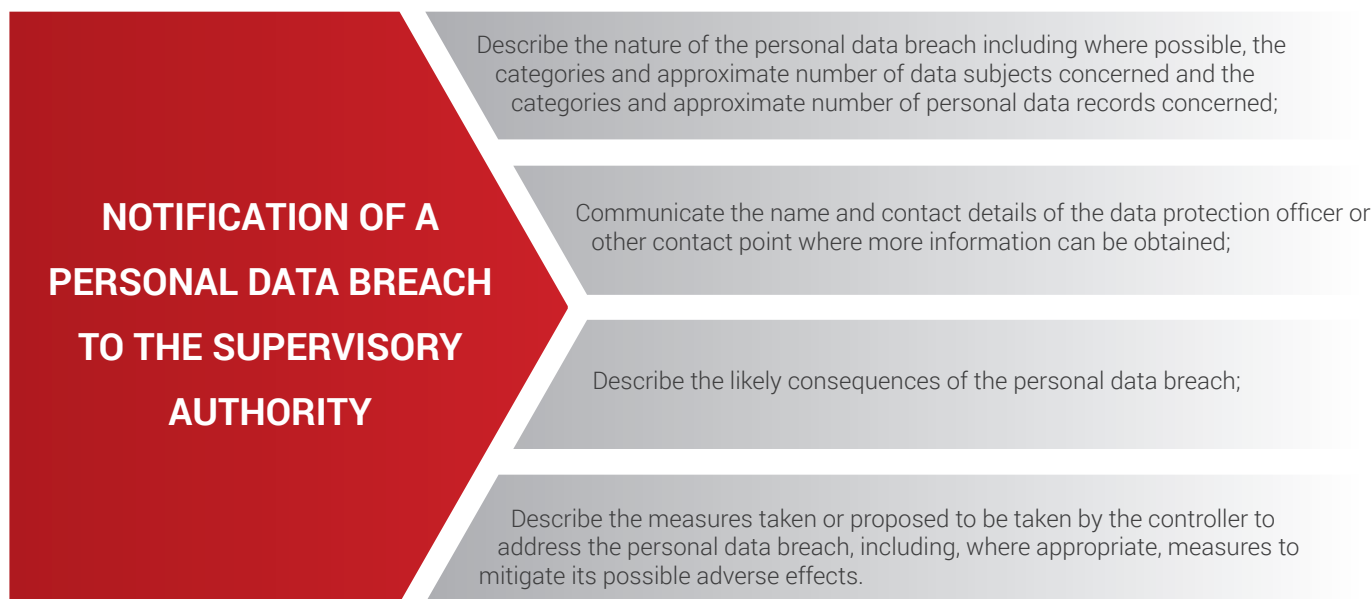 NOTIFICATION OF A
PERSONAL DATA BREACH
TO THE SUPERVISORY
AUTHORITY
Describe the nature of the personal data breach including where possible, the
categories and approximate number of data subjects concerned and the
categories and approximate number of personal data records concerned;
Communicate the name and contact details of the data protection officer or
other contact point where more information can be obtained;
Describe the likely consequences of the personal data breach;
Describe the measures taken or proposed to be taken by the controller to
address the personal data breach, including, where appropriate, measures to
mitigate its possible adverse effects.